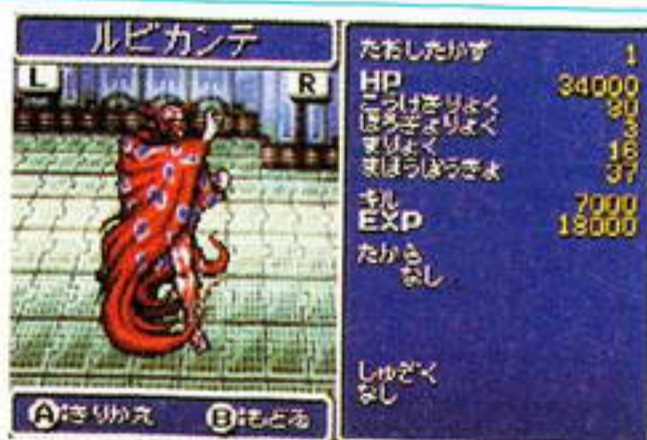 ルビカンテ
L
R
A:きりかえ B:もどる
たおしたかず 1
HP 34000
こうげきりょく 90
ぼうぎょりょく 3
まりょく 16
まほうぼうぎょ 37
ギル 7000
EXP 18000
たから
なし
しゅぞく
なし